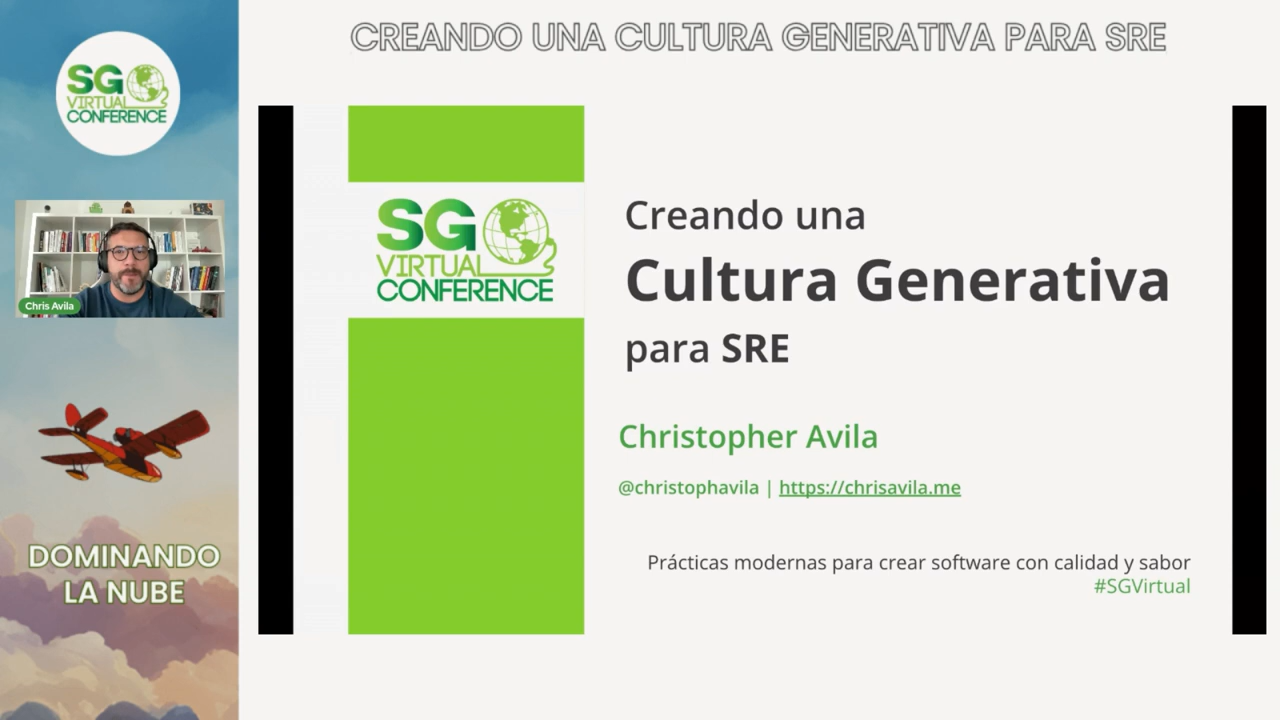 CREANDO UNA CULTURA GENERATIVA PARA SRE
SG
VIRTUAL
CONFERENCE
Chris Avila
DOMINANDO
LA NUBE
SG
VIRTUAL
CONFERENCE
Creando una
Cultura Generativa
para SRE
Christopher Avila
@christophavila | https://chrisavila.me
Prácticas modernas para crear software con calidad y sabor
#SGVirtual